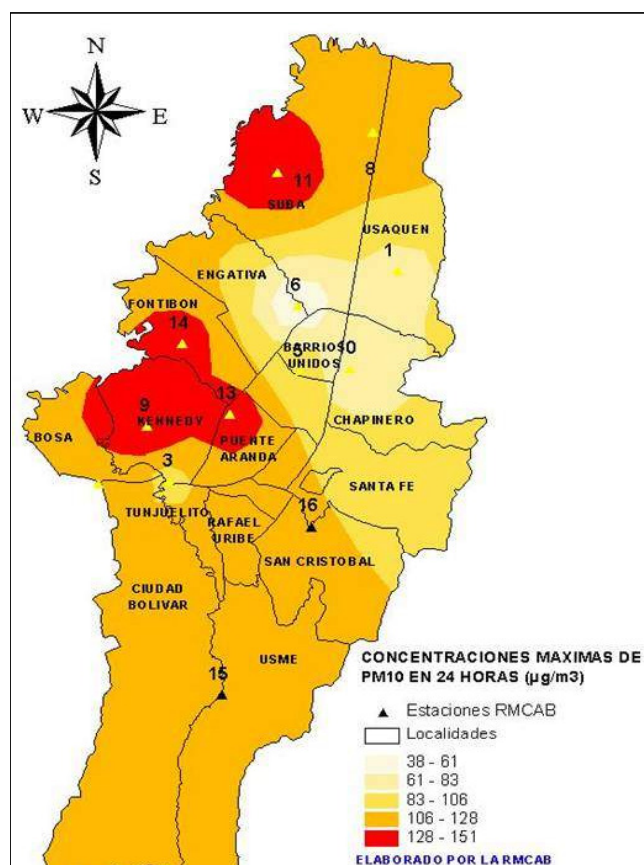 N
W E
S
8
11
SUBA
USAQUEN
1
ENGATIVA
6
FONTIBON
14
BARRIOS
5 0
UNIDOS
13
9
KENNEDY
CHAPINERO
BOSA
PUENTE
ARANDA
3
SANTA FE
16
TUNJUELITO
RAFAEL
URIBE
SAN CRISTOBAL
CIUDAD
BOLIVAR
USME
15
CONCENTRACIONES MAXIMAS DE
PM10 EN 24 HORAS (µg/m3)
Estaciones RMCAB
Localidades
38 - 61
61 - 83
83 - 106
106 - 128
128 - 151
ELABORADO POR LA RMCAB